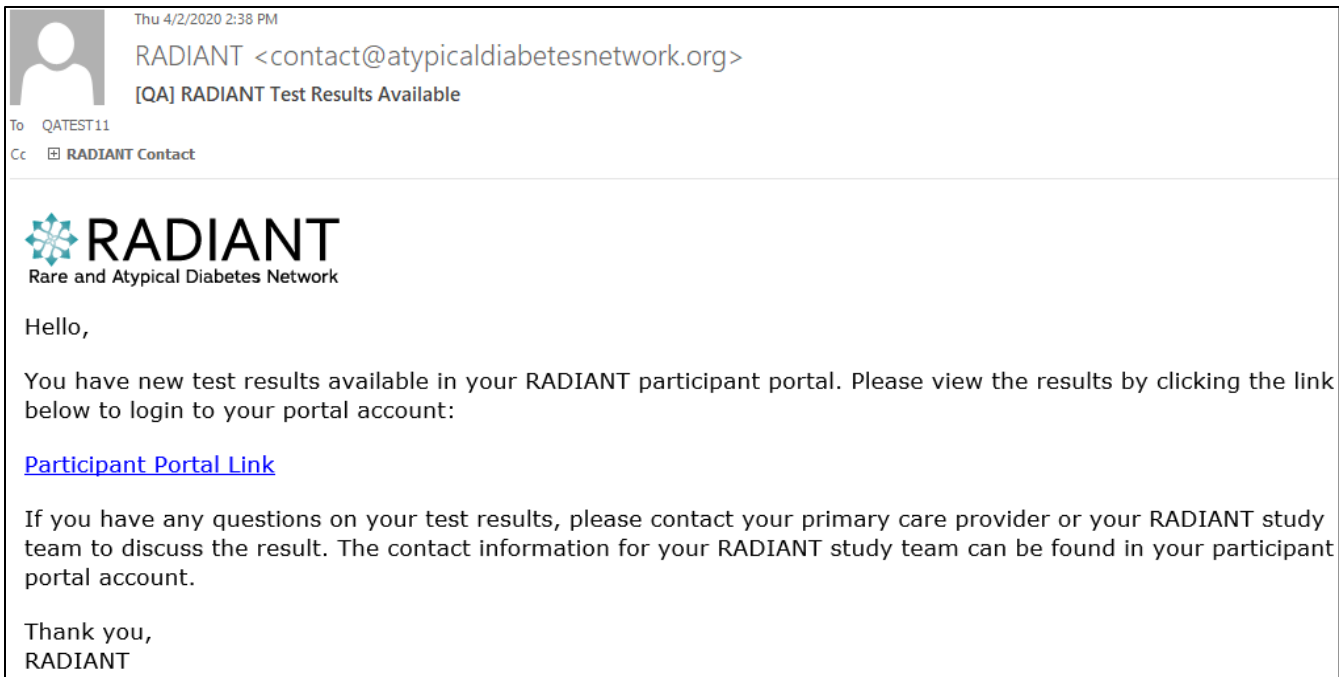 Thu 4/2/2020 2:38 PM
RADIANT <contact@atypicaldiabetesnetwork.org>
[QA] RADIANT Test Results Available
To QATEST11
Cc RADIANT Contact
RADIANT
Rare and Atypical Diabetes Network
Hello,
You have new test results available in your RADIANT participant portal. Please view the results by clicking the link
below to login to your portal account:
Participant Portal Link
If you have any questions on your test results, please contact your primary care provider or your RADIANT study
team to discuss the result. The contact information for your RADIANT study team can be found in your participant
portal account.
Thank you,
RADIANT